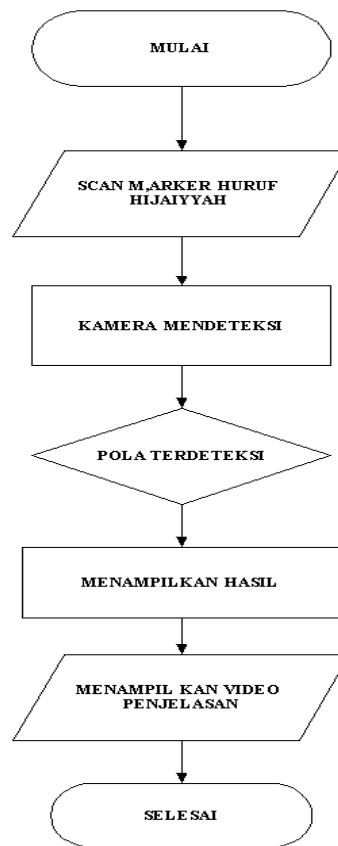 MULAI
SCAN M,ARKER HURUF
HIJAIYYAH
KAMERA MENDETEKSI
POLA TERDETEKSI
MENAMPILKAN HASIL
MENAMPIL KAN VIDEO
PENJELASAN
SELESAI